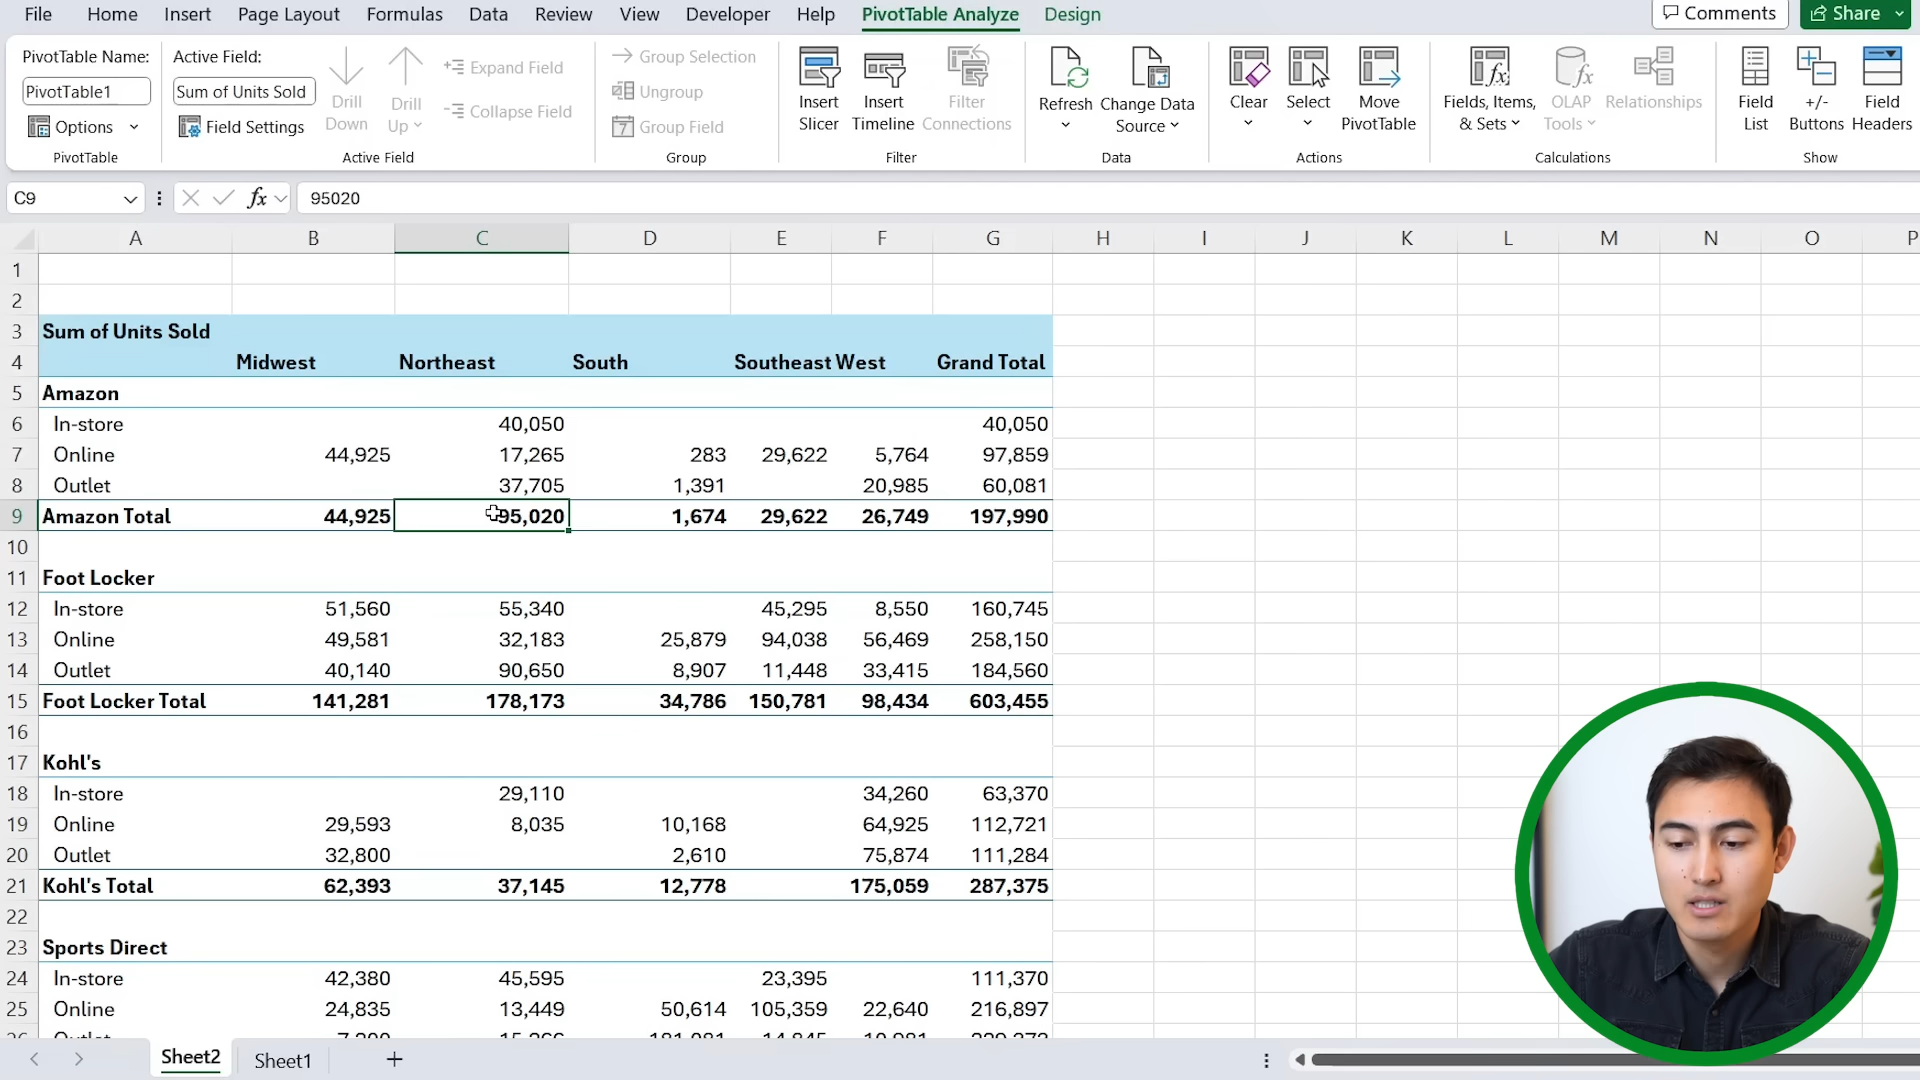 File Home Insert Page Layout Formulas Data Review View Developer Help PivotTable Analyze Design Comments Share
PivotTable Name: Active Field:
PivotTable1 Sum of Units Sold
Options Field Settings
Drill Down Drill Up
Expand Field
Collapse Field
Group Selection
Ungroup
Group Field
Insert Slicer Insert Timeline Filter Connections
Refresh Change Data Source
Clear Select Move PivotTable
Fields, Items, & Sets OLAP Tools Relationships
Field List +/- Buttons Field Headers
PivotTable Active Field Group Filter Data Actions Calculations Show
C9 fx 95020
A B C D E F G H I J K L M N O P
1
2
3 Sum of Units Sold
4 Midwest Northeast South Southeast West Grand Total
5 Amazon
6 In-store 40,050 40,050
7 Online 44,925 17,265 283 29,622 5,764 97,859
8 Outlet 37,705 1,391 20,985 60,081
9 Amazon Total 44,925 95,020 1,674 29,622 26,749 197,990
10
11 Foot Locker
12 In-store 51,560 55,340 45,295 8,550 160,745
13 Online 49,581 32,183 25,879 94,038 56,469 258,150
14 Outlet 40,140 90,650 8,907 11,448 33,415 184,560
15 Foot Locker Total 141,281 178,173 34,786 150,781 98,434 603,455
16
17 Kohl's
18 In-store 29,110 34,260 63,370
19 Online 29,593 8,035 10,168 64,925 112,721
20 Outlet 32,800 2,610 75,874 111,284
21 Kohl's Total 62,393 37,145 12,778 175,059 287,375
22
23 Sports Direct
24 In-store 42,380 45,595 23,395 111,370
25 Online 24,835 13,449 50,614 105,359 22,640 216,897
Sheet2 Sheet1